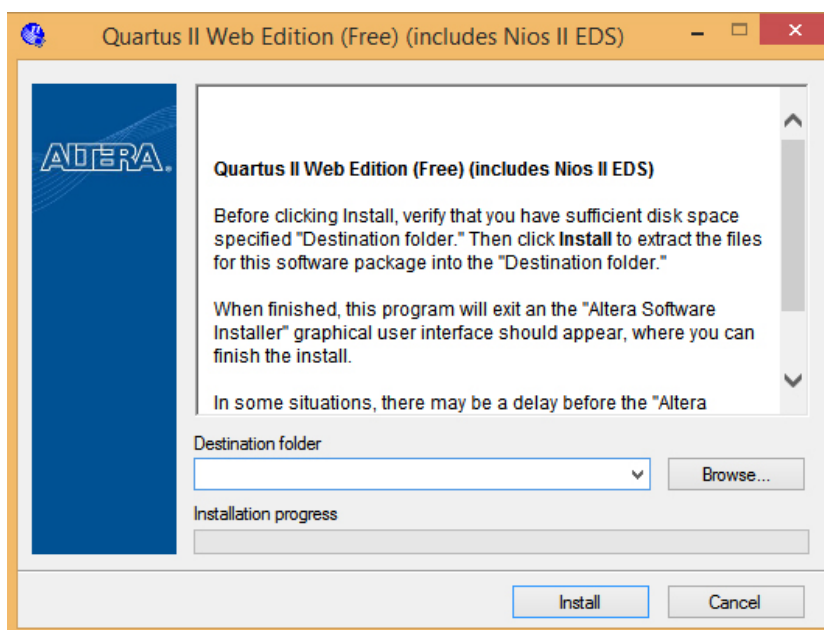 Quartus II Web Edition (Free) (includes Nios II EDS)
ALTERA.
Quartus II Web Edition (Free) (includes Nios II EDS)
Before clicking Install, verify that you have sufficient disk space
specified "Destination folder." Then click Install to extract the files
for this software package into the "Destination folder."
When finished, this program will exit an the "Altera Software
Installer" graphical user interface should appear, where you can
finish the install.
In some situations, there may be a delay before the "Altera
Destination folder
Browse...
Installation progress
Install
Cancel